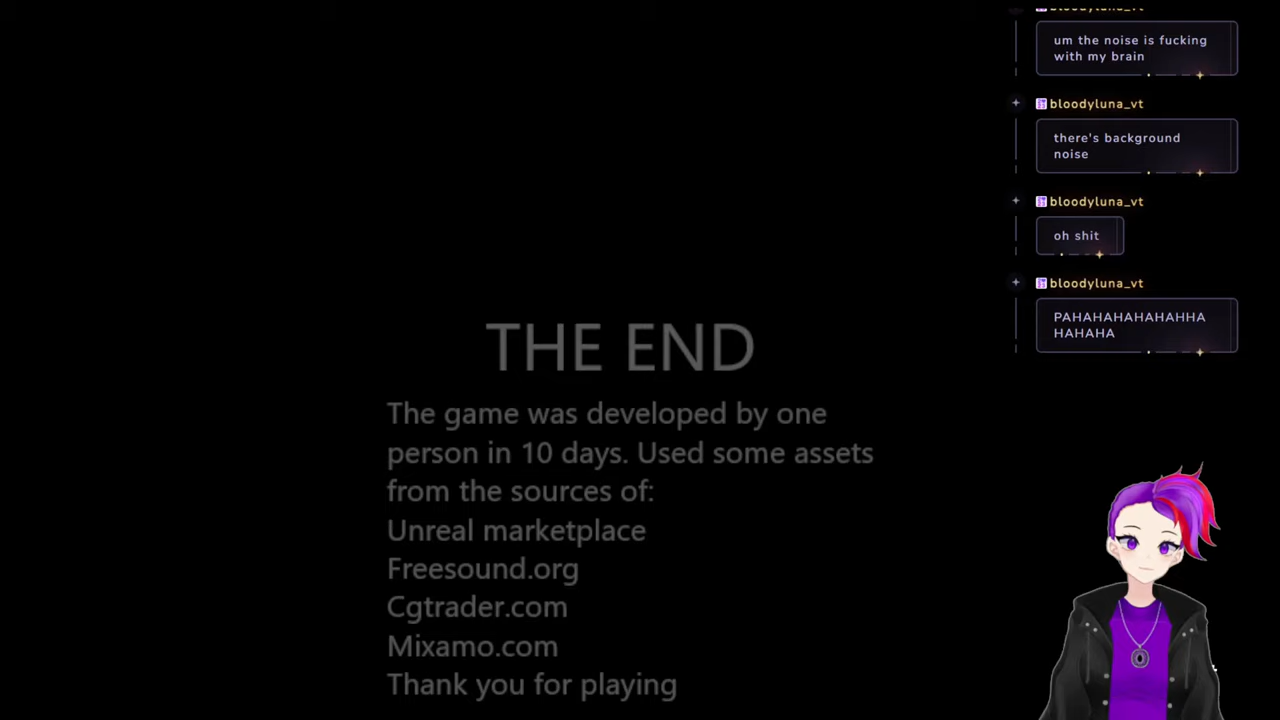 bloodyluna_vt
um the noise is fucking
with my brain
bloodyluna_vt
there's background
noise
bloodyluna_vt
oh shit
bloodyluna_vt
PAHAHAHAHAHAHHA
HAHAHA
THE END
The game was developed by one
person in 10 days. Used some assets
from the sources of:
Unreal marketplace
Freesound.org
Cgtrader.com
Mixamo.com
Thank you for playing